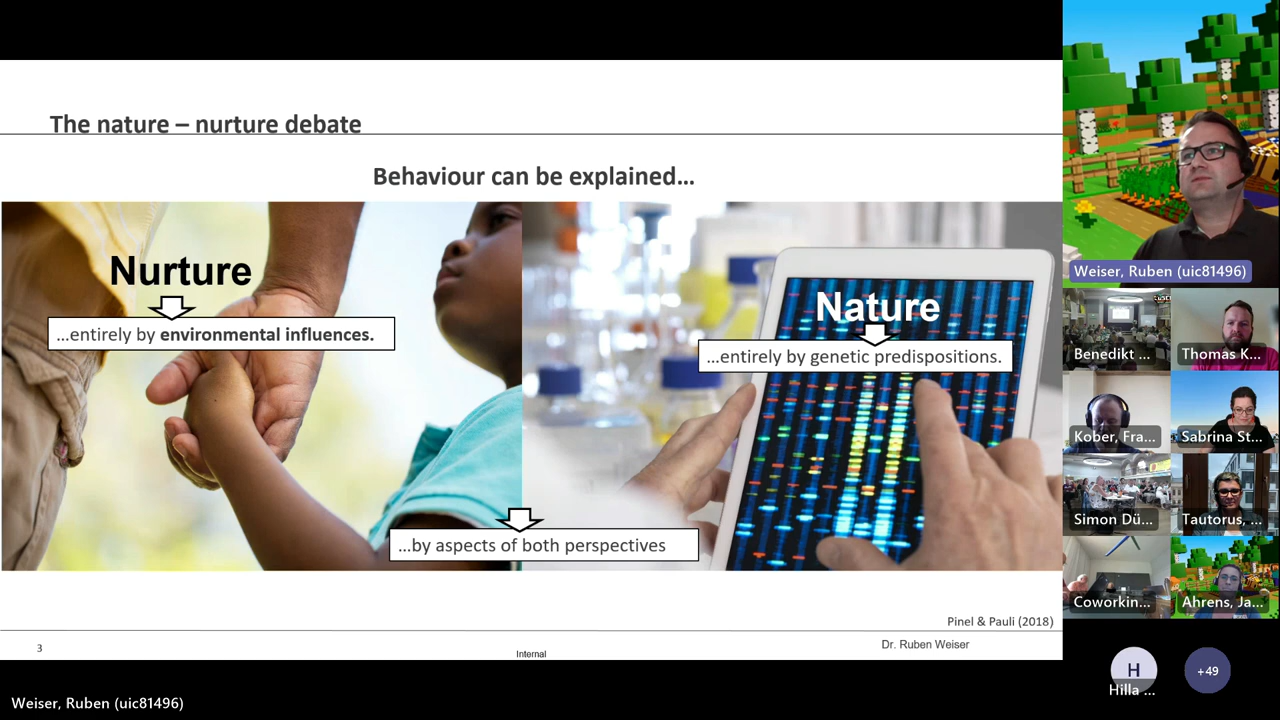 The nature – nurture debate
Behaviour can be explained...
Nurture
...entirely by environmental influences.
Nature
...entirely by genetic predispositions.
...by aspects of both perspectives
Pinel & Pauli (2018)
3
Internal
Dr. Ruben Weiser
Weiser, Ruben (uic81496)
Weiser, Ruben (uic81496)
Benedikt ...
Thomas K...
Kober, Fra...
Sabrina St...
Simon Dü...
Tautorus, ...
Coworkin...
Ahrens, Ja...
H
Hilla ...
+49